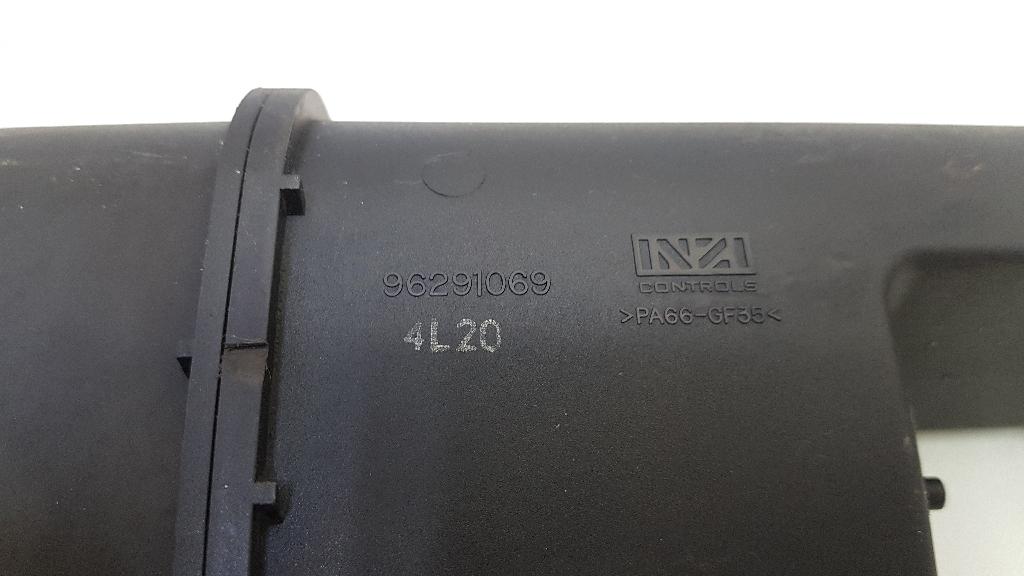 96291069
4L20
INZI
CONTROLS
>PA66-GF35<